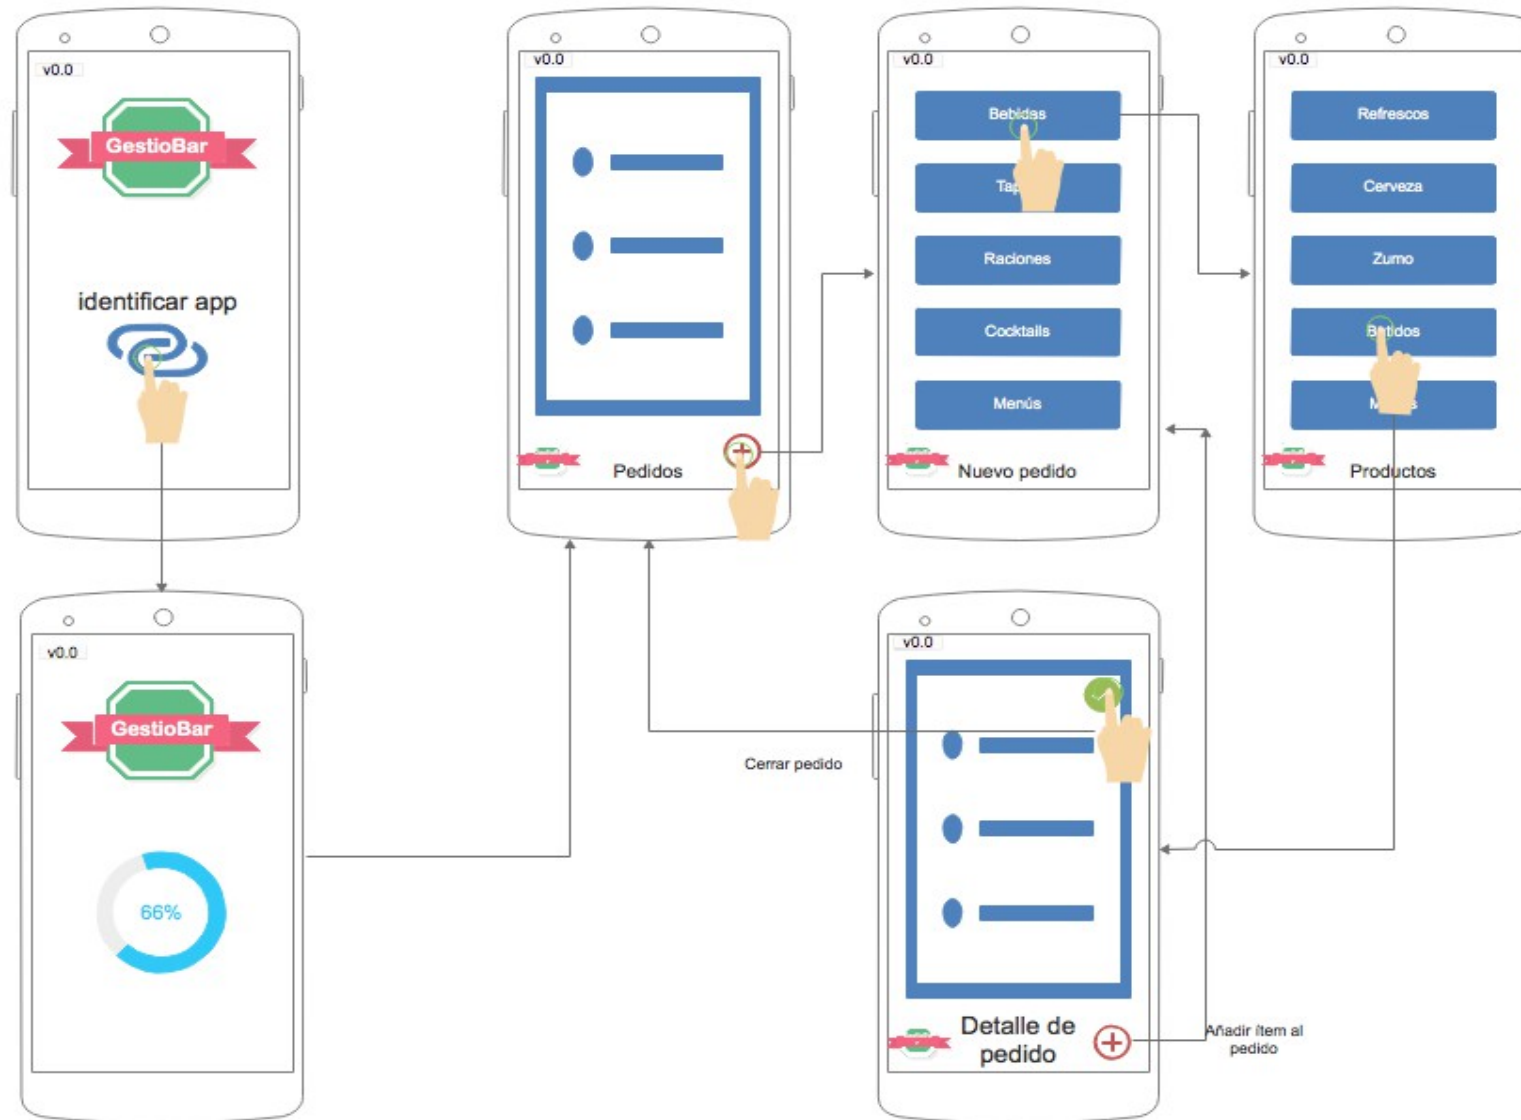 v0.0
GestioBar
identificar app
v0.0
Pedidos
v0.0
Bebidas
Raciones
Cocktails
Menús
Nuevo pedido
v0.0
Refrescos
Cerveza
Zumo
Batidos
Productos
v0.0
GestioBar
66%
Cerrar pedido
v0.0
Detalle de
pedido
Añadir ítem al
pedido